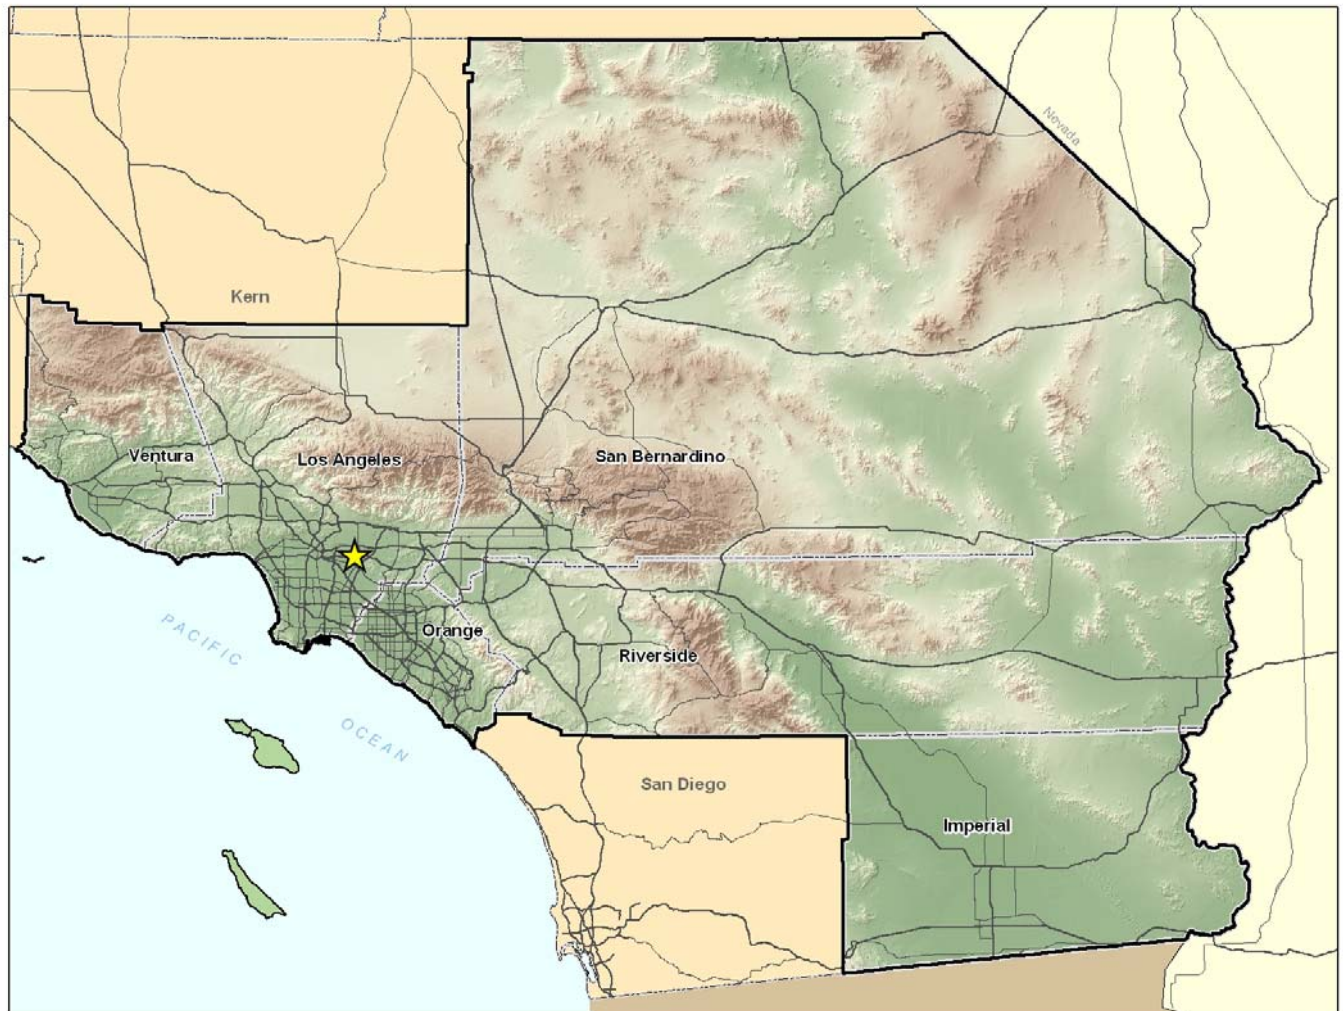 Nevada
Kern
Ventura
Los Angeles
San Bernardino
Orange
Riverside
PACIFIC
OCEAN
San Diego
Imperial